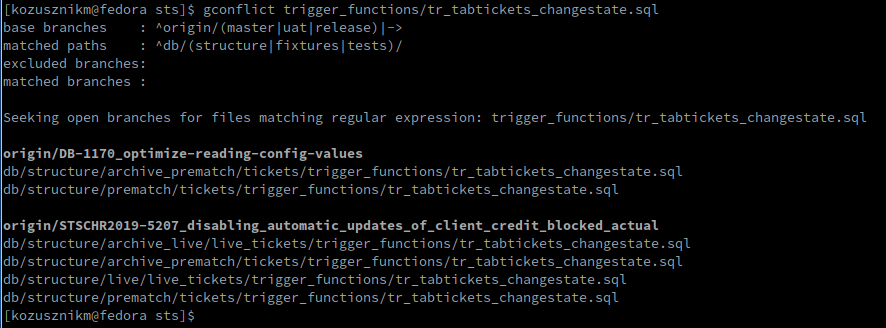 [kozusznikm@fedora sts]$ gconflict trigger_functions/tr_tabtickets_changestate.sql
base branches    : ^origin/(master|uat|release)|->
matched paths    : ^db/(structure|fixtures|tests)/
excluded branches:
matched branches :
Seeking open branches for files matching regular expression: trigger_functions/tr_tabtickets_changestate.sql
origin/DB-1170_optimize-reading-config-values
db/structure/archive_prematch/tickets/trigger_functions/tr_tabtickets_changestate.sql
db/structure/prematch/tickets/trigger_functions/tr_tabtickets_changestate.sql
origin/STSCHR2019-5207_disabling_automatic_updates_of_client_credit_blocked_actual
db/structure/archive_live/live_tickets/trigger_functions/tr_tabtickets_changestate.sql
db/structure/archive_prematch/tickets/trigger_functions/tr_tabtickets_changestate.sql
db/structure/live/live_tickets/trigger_functions/tr_tabtickets_changestate.sql
db/structure/prematch/tickets/trigger_functions/tr_tabtickets_changestate.sql
[kozusznikm@fedora sts]$